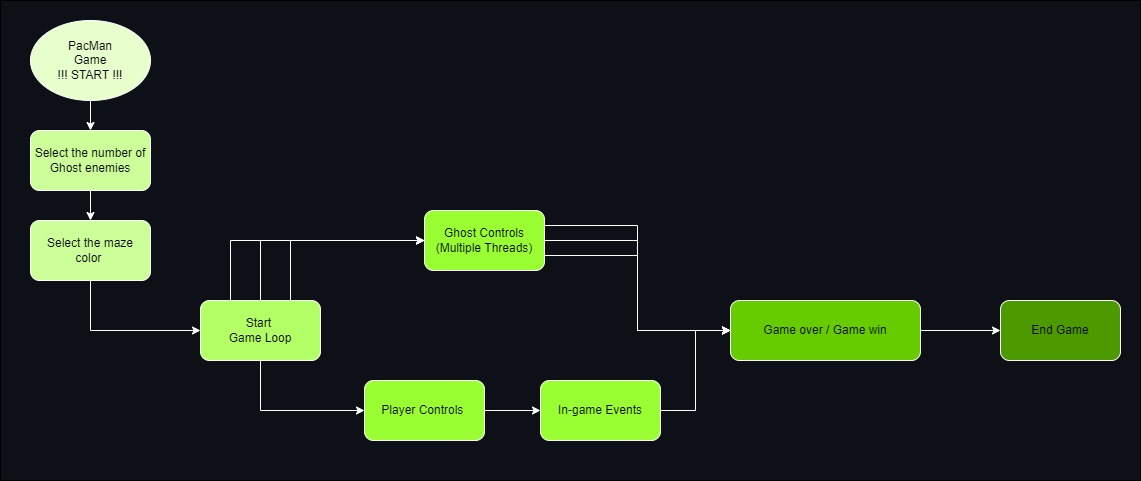 PacMan
Game
!!! START !!!
Select the number of
Ghost enemies
Select the maze
color
Start
Game Loop
Ghost Controls
(Multiple Threads)
Player Controls
In-game Events
Game over / Game win
End Game